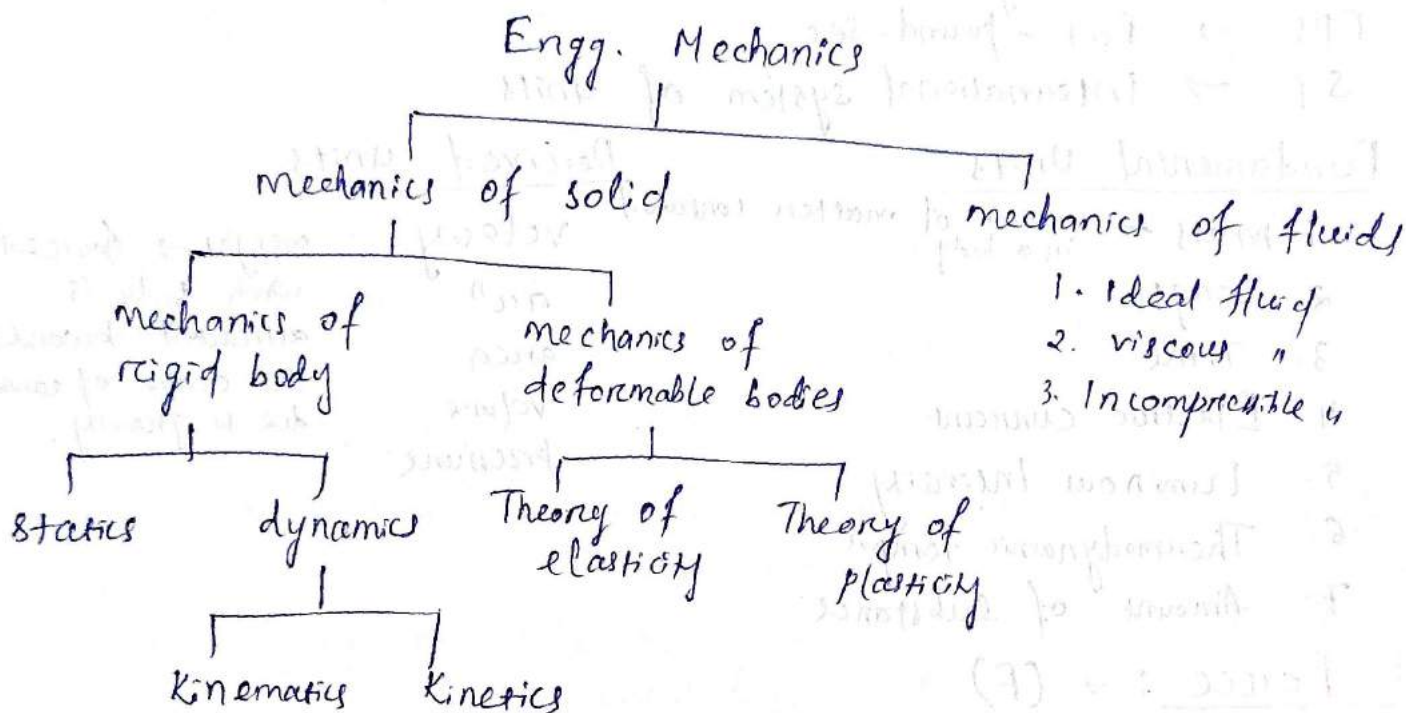 Engg. Mechanics
Mechanics of solid
mechanics of fluids
1. Ideal fluid
2. viscous "
3. Incompressible "
mechanics of
rigid body
mechanics of
deformable bodies
statics
dynamics
Theory of
elasticity
Theory of
plasticity
Kinematics
Kinetics